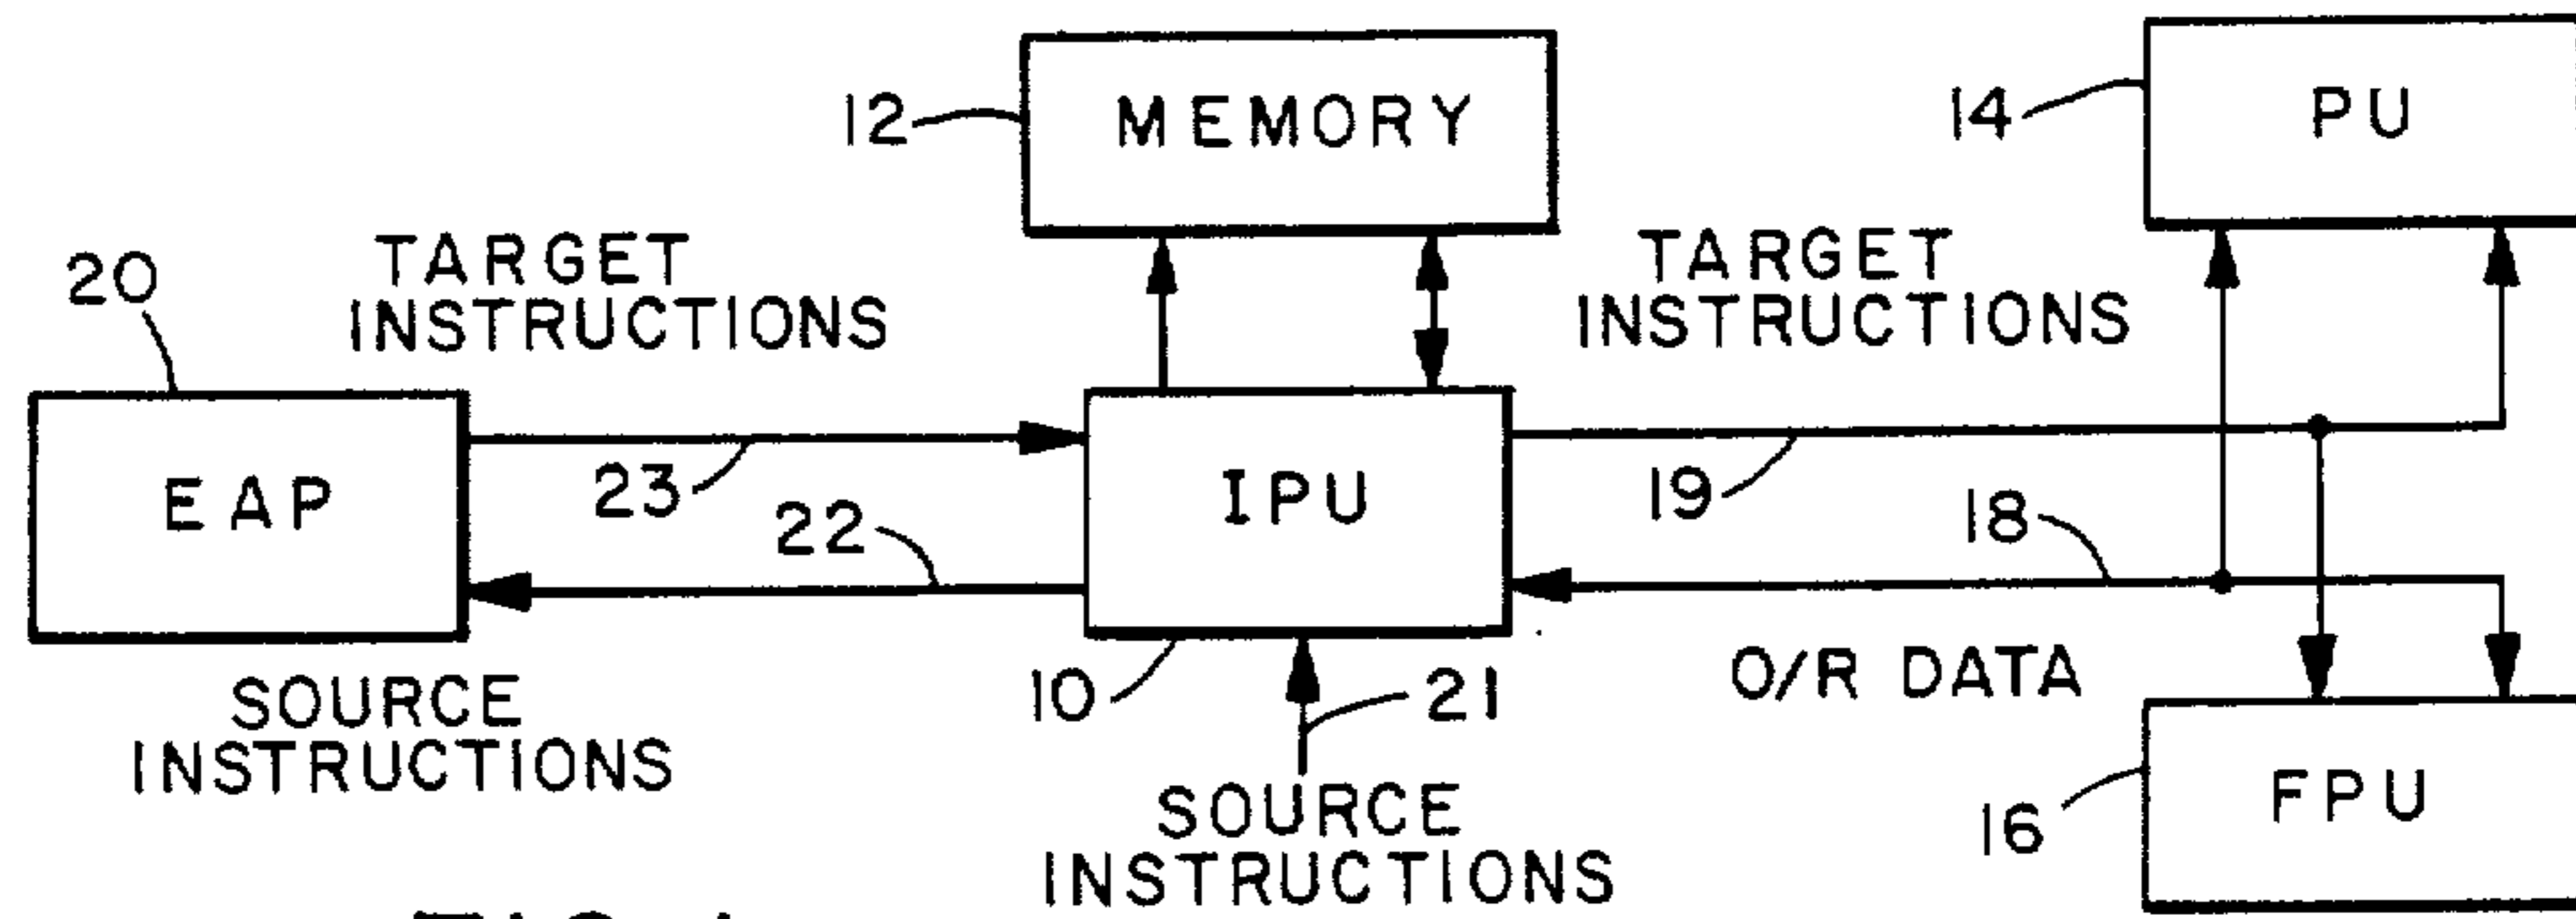 MEMORY
12
PU
14
TARGET
INSTRUCTIONS
TARGET
INSTRUCTIONS
20
EAP
23
22
IPU
19
18
10
21
O/R DATA
SOURCE
INSTRUCTIONS
SOURCE
INSTRUCTIONS
16
FPU